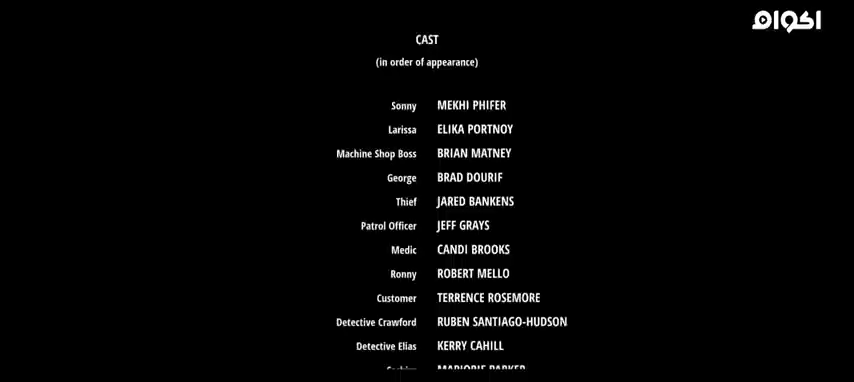 اكوام
CAST
(in order of appearance)
Sonny MEKHI PHIFER
Larissa ELIKA PORTNOY
Machine Shop Boss BRIAN MATNEY
George BRAD DOURIF
Thief JARED BANKENS
Patrol Officer JEFF GRAYS
Medic CANDI BROOKS
Ronny ROBERT MELLO
Customer TERRENCE ROSEMORE
Detective Crawford RUBEN SANTIAGO-HUDSON
Detective Elias KERRY CAHILL
MARJORIE PARKER